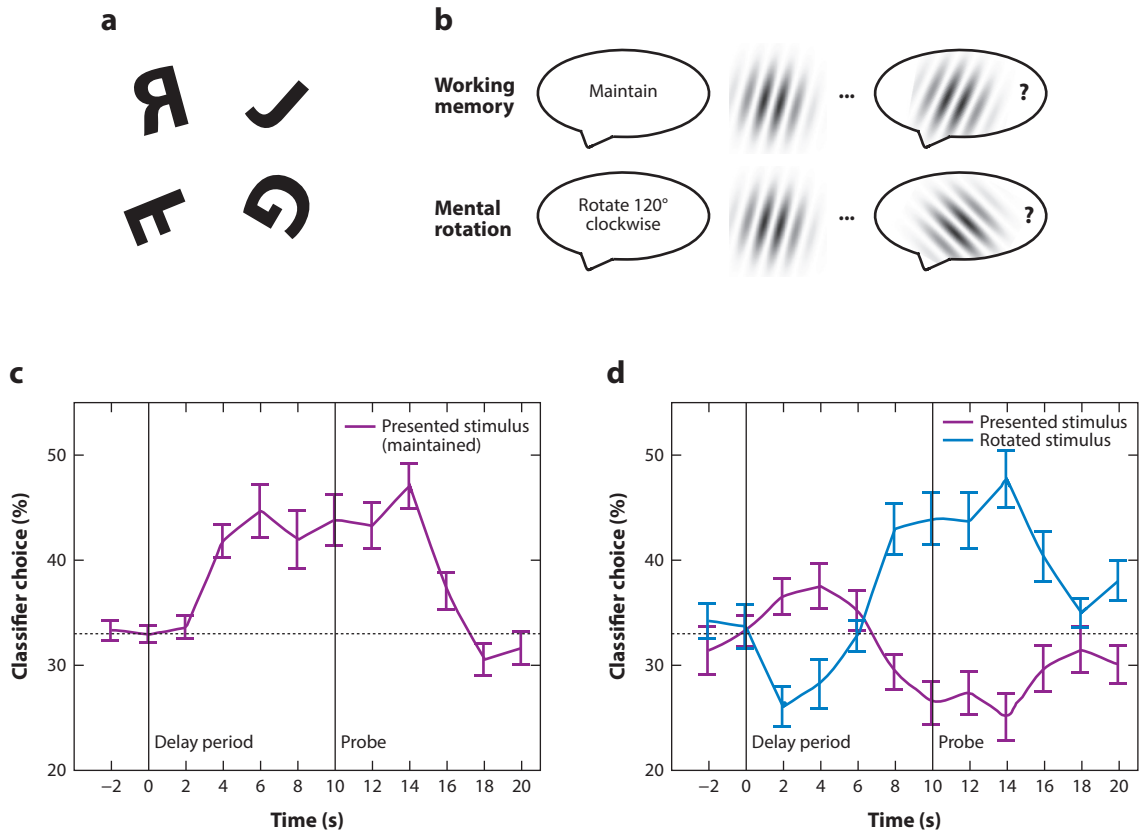 a
b
R
J
F
G
Working
memory
Maintain
...
?
Mental
rotation
Rotate 120°
clockwise
...
?
c
d
Classifier choice (%)
50
40
30
20
Presented stimulus
(maintained)
Delay period
Probe
−2 0 2 4 6 8 10 12 14 16 18 20
Time (s)
Classifier choice (%)
50
40
30
20
Presented stimulus
Rotated stimulus
Delay period
Probe
−2 0 2 4 6 8 10 12 14 16 18 20
Time (s)